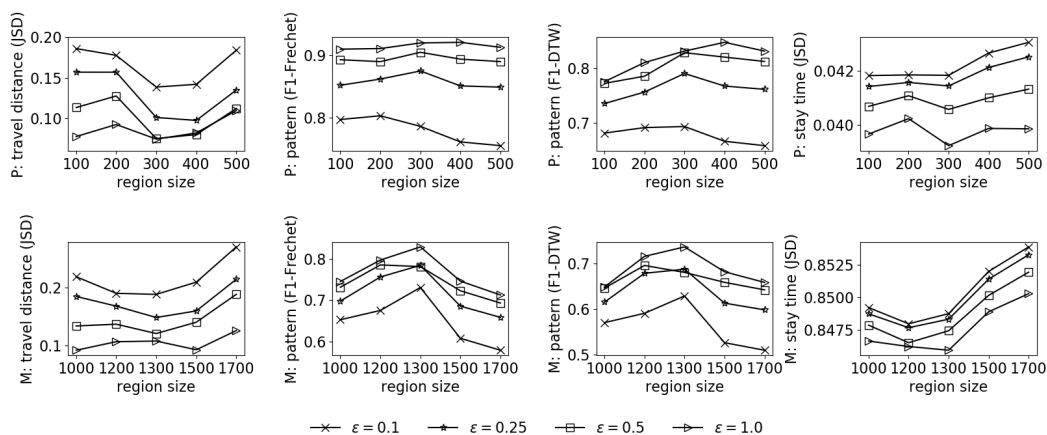 P: travel distance (JSD)
0.20
0.15
0.10
100 200 300 400 500
region size
P: pattern (F1-Frechet)
0.9
0.8
100 200 300 400 500
region size
P: pattern (F1-DTW)
0.8
0.7
100 200 300 400 500
region size
P: stay time (JSD)
0.042
0.040
100 200 300 400 500
region size
M: travel distance (JSD)
0.2
0.1
1000 1200 1300 1500 1700
region size
M: pattern (F1-Frechet)
0.8
0.7
0.6
1000 1200 1300 1500 1700
region size
M: pattern (F1-DTW)
0.7
0.6
0.5
1000 1200 1300 1500 1700
region size
M: stay time (JSD)
0.8525
0.8500
0.8475
1000 1200 1300 1500 1700
region size
ε = 0.1 ε = 0.25 ε = 0.5 ε = 1.0